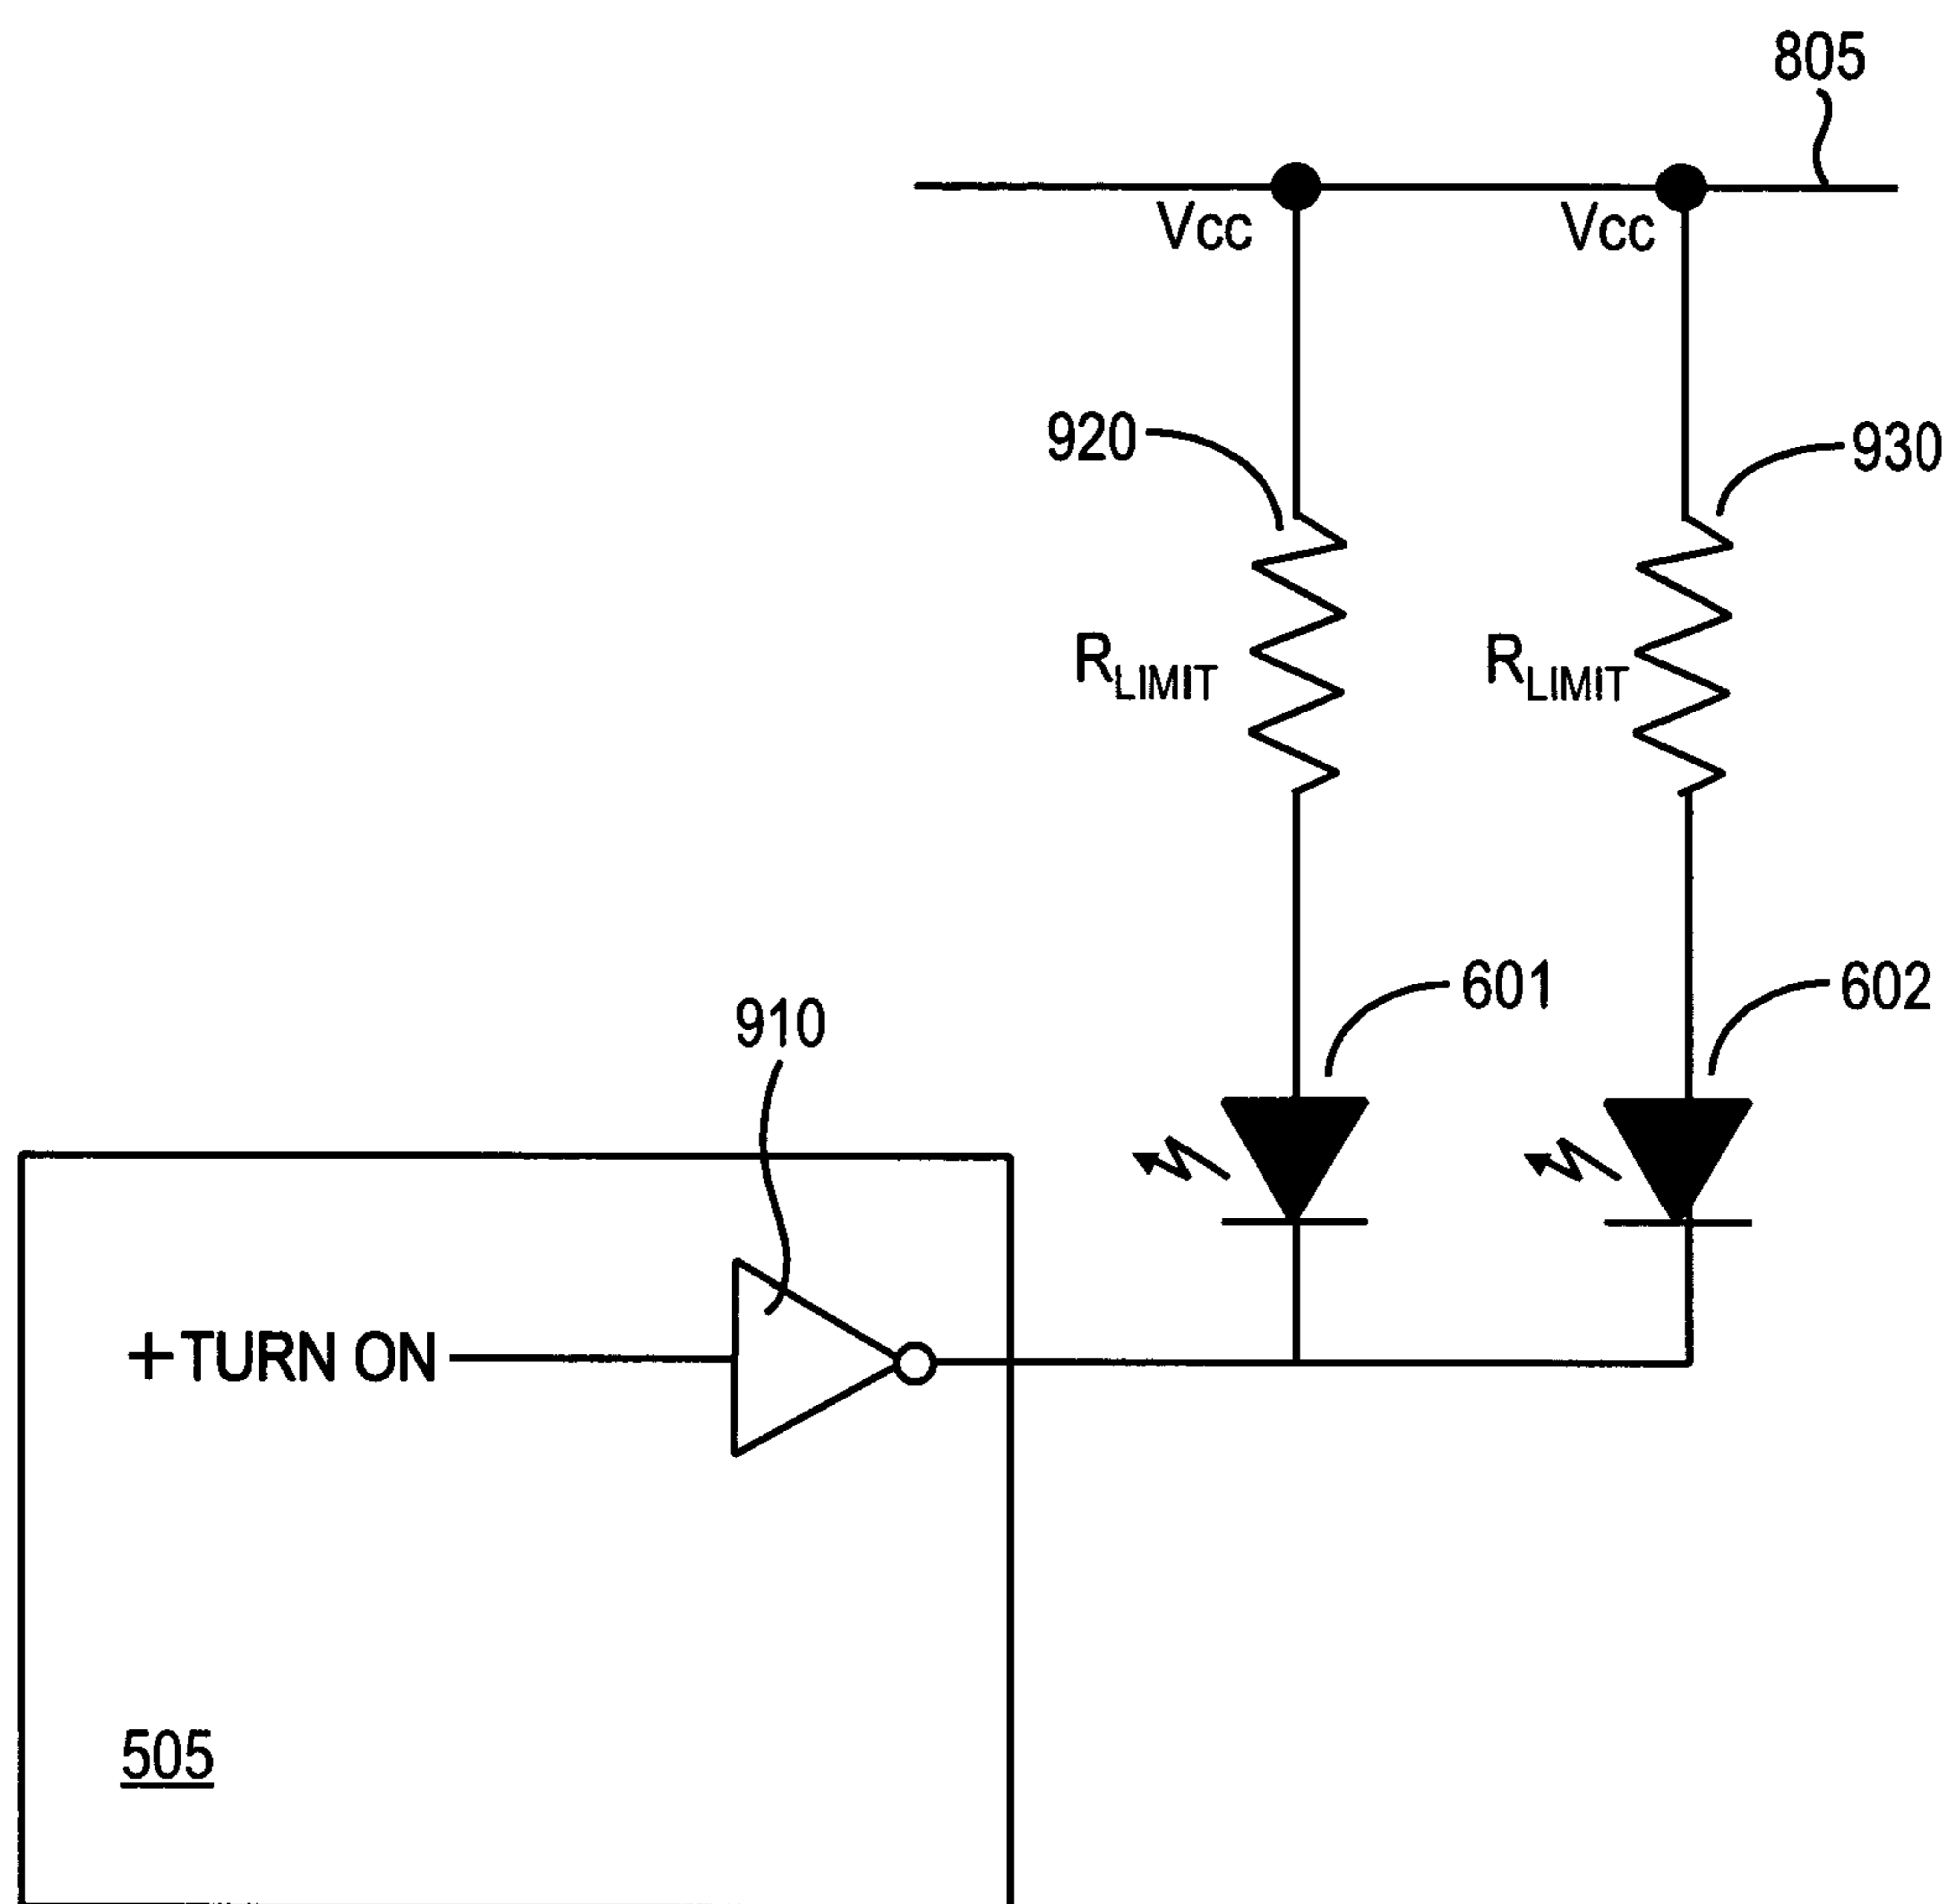 805
Vcc Vcc
920
930
RLIMIT RLIMIT
601
602
910
+TURN ON
505